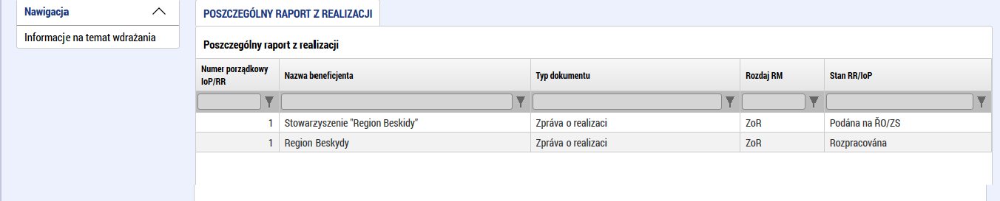 Nawigacja
Informacje na temat wdrażania
POSZCZEGÓLNY RAPORT Z REALIZACJI
Poszczególny raport z realizacji
Numer porządkowy IoP/RR Nazwa beneficjenta Typ dokumentu Rozdaj RM Stan RR/IoP
1 Stowarzyszenie "Region Beskidy" Zpráva o realizaci ZoR Podána na ŘO/ZS
1 Region Beskydy Zpráva o realizaci ZoR Rozpracována